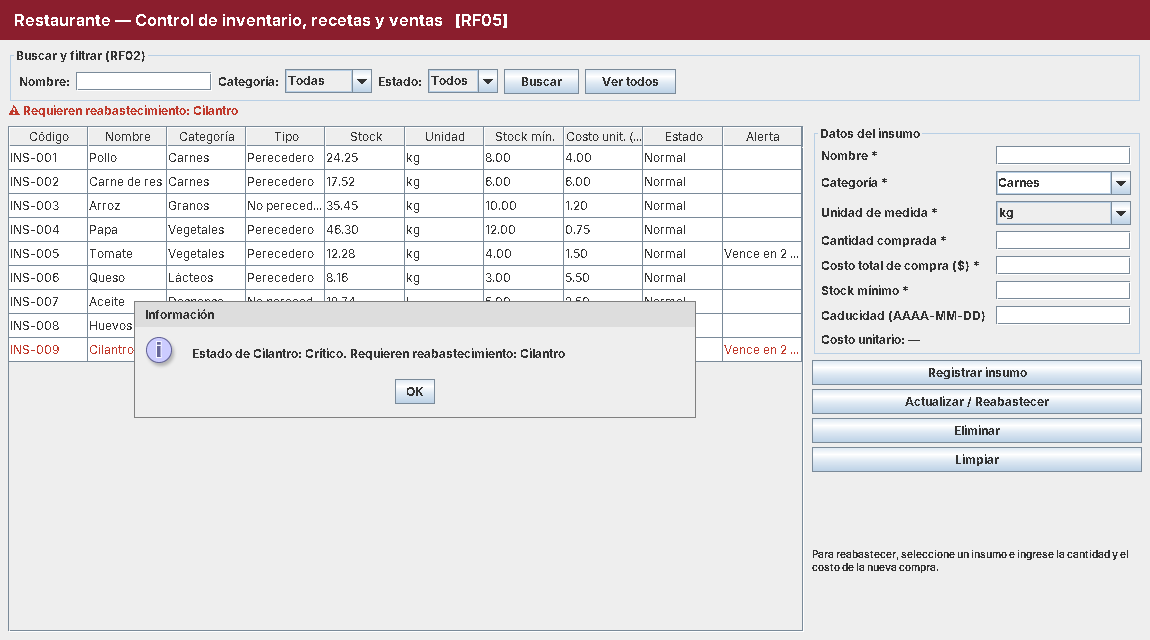 Restaurante — Control de inventario, recetas y ventas [RF05]
Buscar y filtrar (RF02)
Nombre: Categoría: Todas Estado: Todos Buscar Ver todos
⚠ Requieren reabastecimiento: Cilantro
Código Nombre Categoría Tipo Stock Unidad Stock mín. Costo unit. (... Estado Alerta
INS-001 Pollo Carnes Perecedero 24.25 kg 8.00 4.00 Normal
INS-002 Carne de res Carnes Perecedero 17.52 kg 6.00 6.00 Normal
INS-003 Arroz Granos No pereced... 35.45 kg 10.00 1.20 Normal
INS-004 Papa Vegetales Perecedero 46.30 kg 12.00 0.75 Normal
INS-005 Tomate Vegetales Perecedero 12.28 kg 4.00 1.50 Normal Vence en 2 ...
INS-006 Queso Lácteos Perecedero 8.16 kg 3.00 5.50 Normal
INS-007 Aceite
INS-008 Huevos
INS-009 Cilantro Vence en 2 ...
Información
Estado de Cilantro: Crítico. Requieren reabastecimiento: Cilantro
OK
Datos del insumo
Nombre *
Categoría * Carnes
Unidad de medida * kg
Cantidad comprada *
Costo total de compra ($) *
Stock mínimo *
Caducidad (AAAA-MM-DD)
Costo unitario: —
Registrar insumo
Actualizar / Reabastecer
Eliminar
Limpiar
Para reabastecer, seleccione un insumo e ingrese la cantidad y el
costo de la nueva compra.